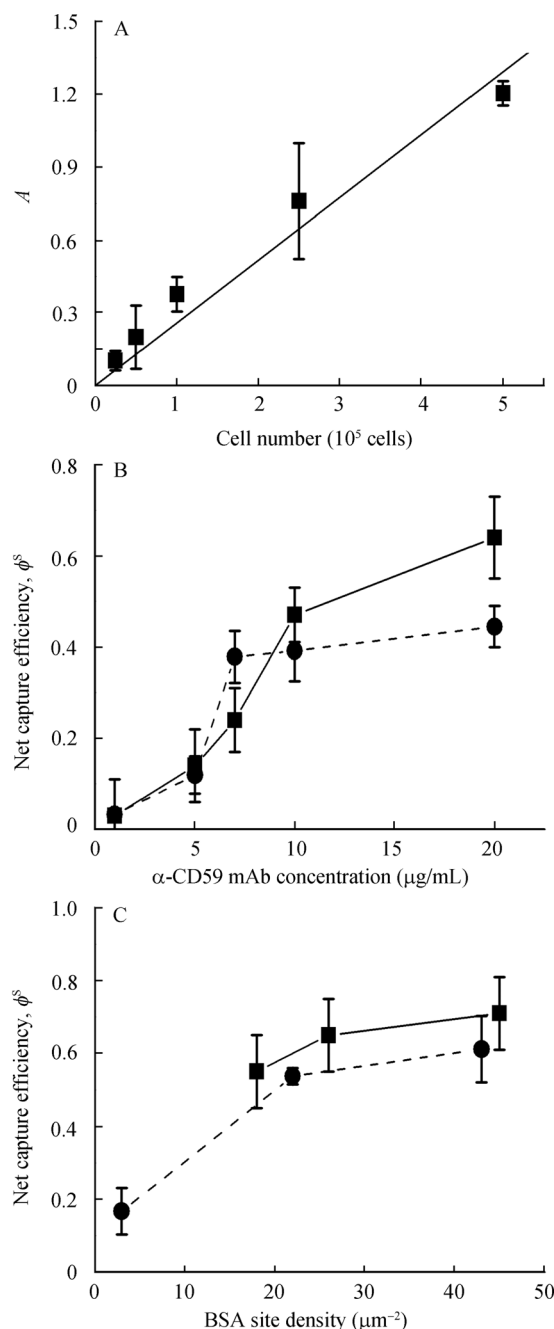 A
1.5
1.2
0.9
A
0.6
0.3
0
0 1 2 3 4 5
Cell number (10⁵ cells)
B
0.8
0.6
Net capture efficiency, ϕˢ
0.4
0.2
0
0 5 10 15 20
α-CD59 mAb concentration (μg/mL)
C
1.0
0.8
Net capture efficiency, ϕˢ
0.6
0.4
0.2
0
0 10 20 30 40 50
BSA site density (μm⁻²)